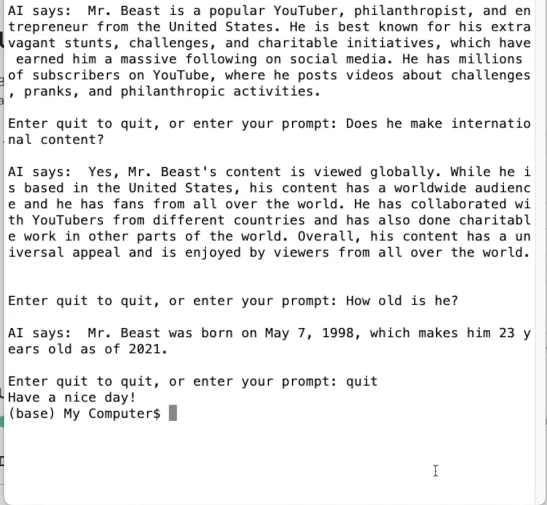 AI says:  Mr. Beast is a popular YouTuber, philanthropist, and en
trepreneur from the United States. He is best known for his extra
vagant stunts, challenges, and charitable initiatives, which have
 earned him a massive following on social media. He has millions
of subscribers on YouTube, where he posts videos about challenges
, pranks, and philanthropic activities.
Enter quit to quit, or enter your prompt: Does he make internatio
nal content?
AI says:  Yes, Mr. Beast's content is viewed globally. While he i
s based in the United States, his content has a worldwide audienc
e and he has fans from all over the world. He has collaborated wi
th YouTubers from different countries and has also done charitabl
e work in other parts of the world. Overall, his content has a un
iversal appeal and is enjoyed by viewers from all over the world.
Enter quit to quit, or enter your prompt: How old is he?
AI says:  Mr. Beast was born on May 7, 1998, which makes him 23 y
ears old as of 2021.
Enter quit to quit, or enter your prompt: quit
Have a nice day!
(base) My Computer$